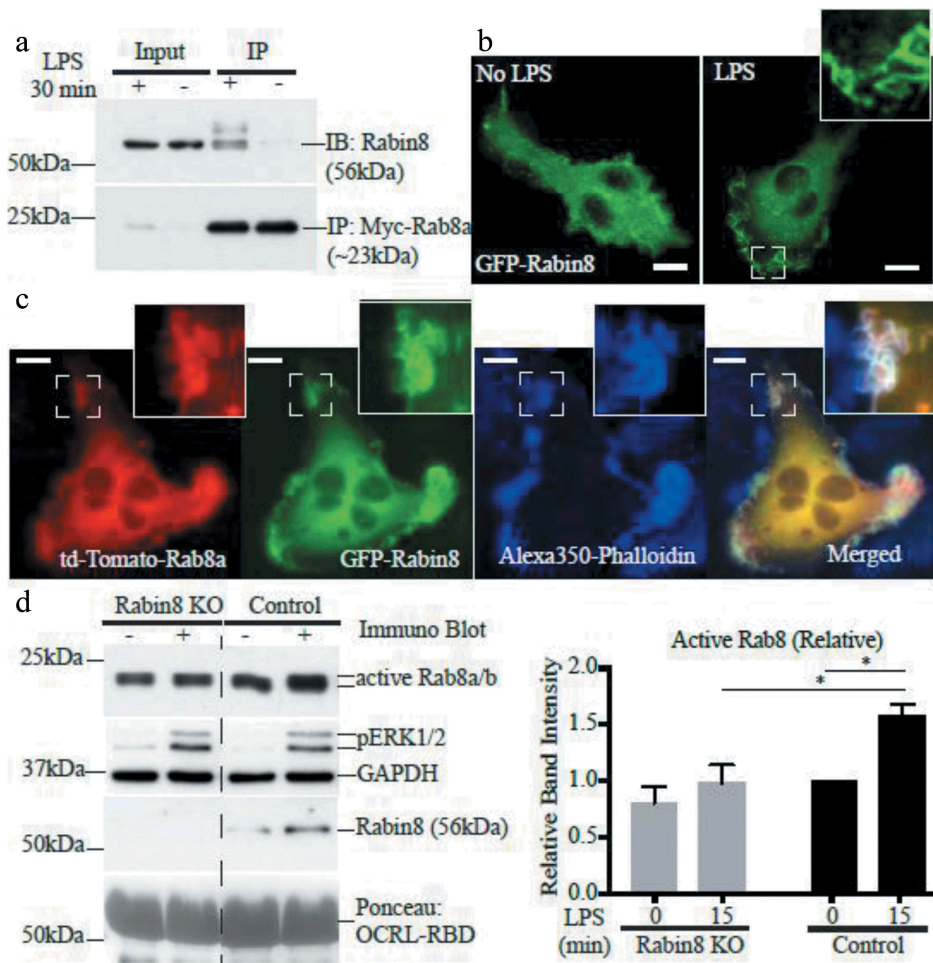 a
LPS
30 min
Input
IP
+ - + -
50kDa
IB: Rabin8
(56kDa)
25kDa
IP: Myc-Rab8a
(~23kDa)
b
No LPS
LPS
GFP-Rabin8
c
td-Tomato-Rab8a
GFP-Rabin8
Alexa350-Phalloidin
Merged
d
Rabin8 KO
Control
- + - +
Immuno Blot
25kDa
active Rab8a/b
pERK1/2
37kDa
GAPDH
Rabin8 (56kDa)
50kDa
Ponceau:
OCRL-RBD
50kDa
Active Rab8 (Relative)
*
*
Relative Band Intensity
2.0
1.5
1.0
0.5
0.0
LPS
(min)
0 15 0 15
Rabin8 KO
Control